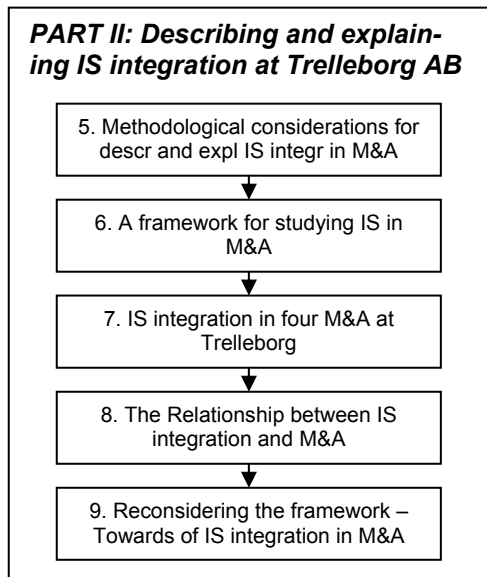 PART II: Describing and explain-
ing IS integration at Trelleborg AB
5. Methodological considerations for
descr and expl IS integr in M&A
6. A framework for studying IS in
M&A
7. IS integration in four M&A at
Trelleborg
8. The Relationship between IS
integration and M&A
9. Reconsidering the framework –
Towards of IS integration in M&A